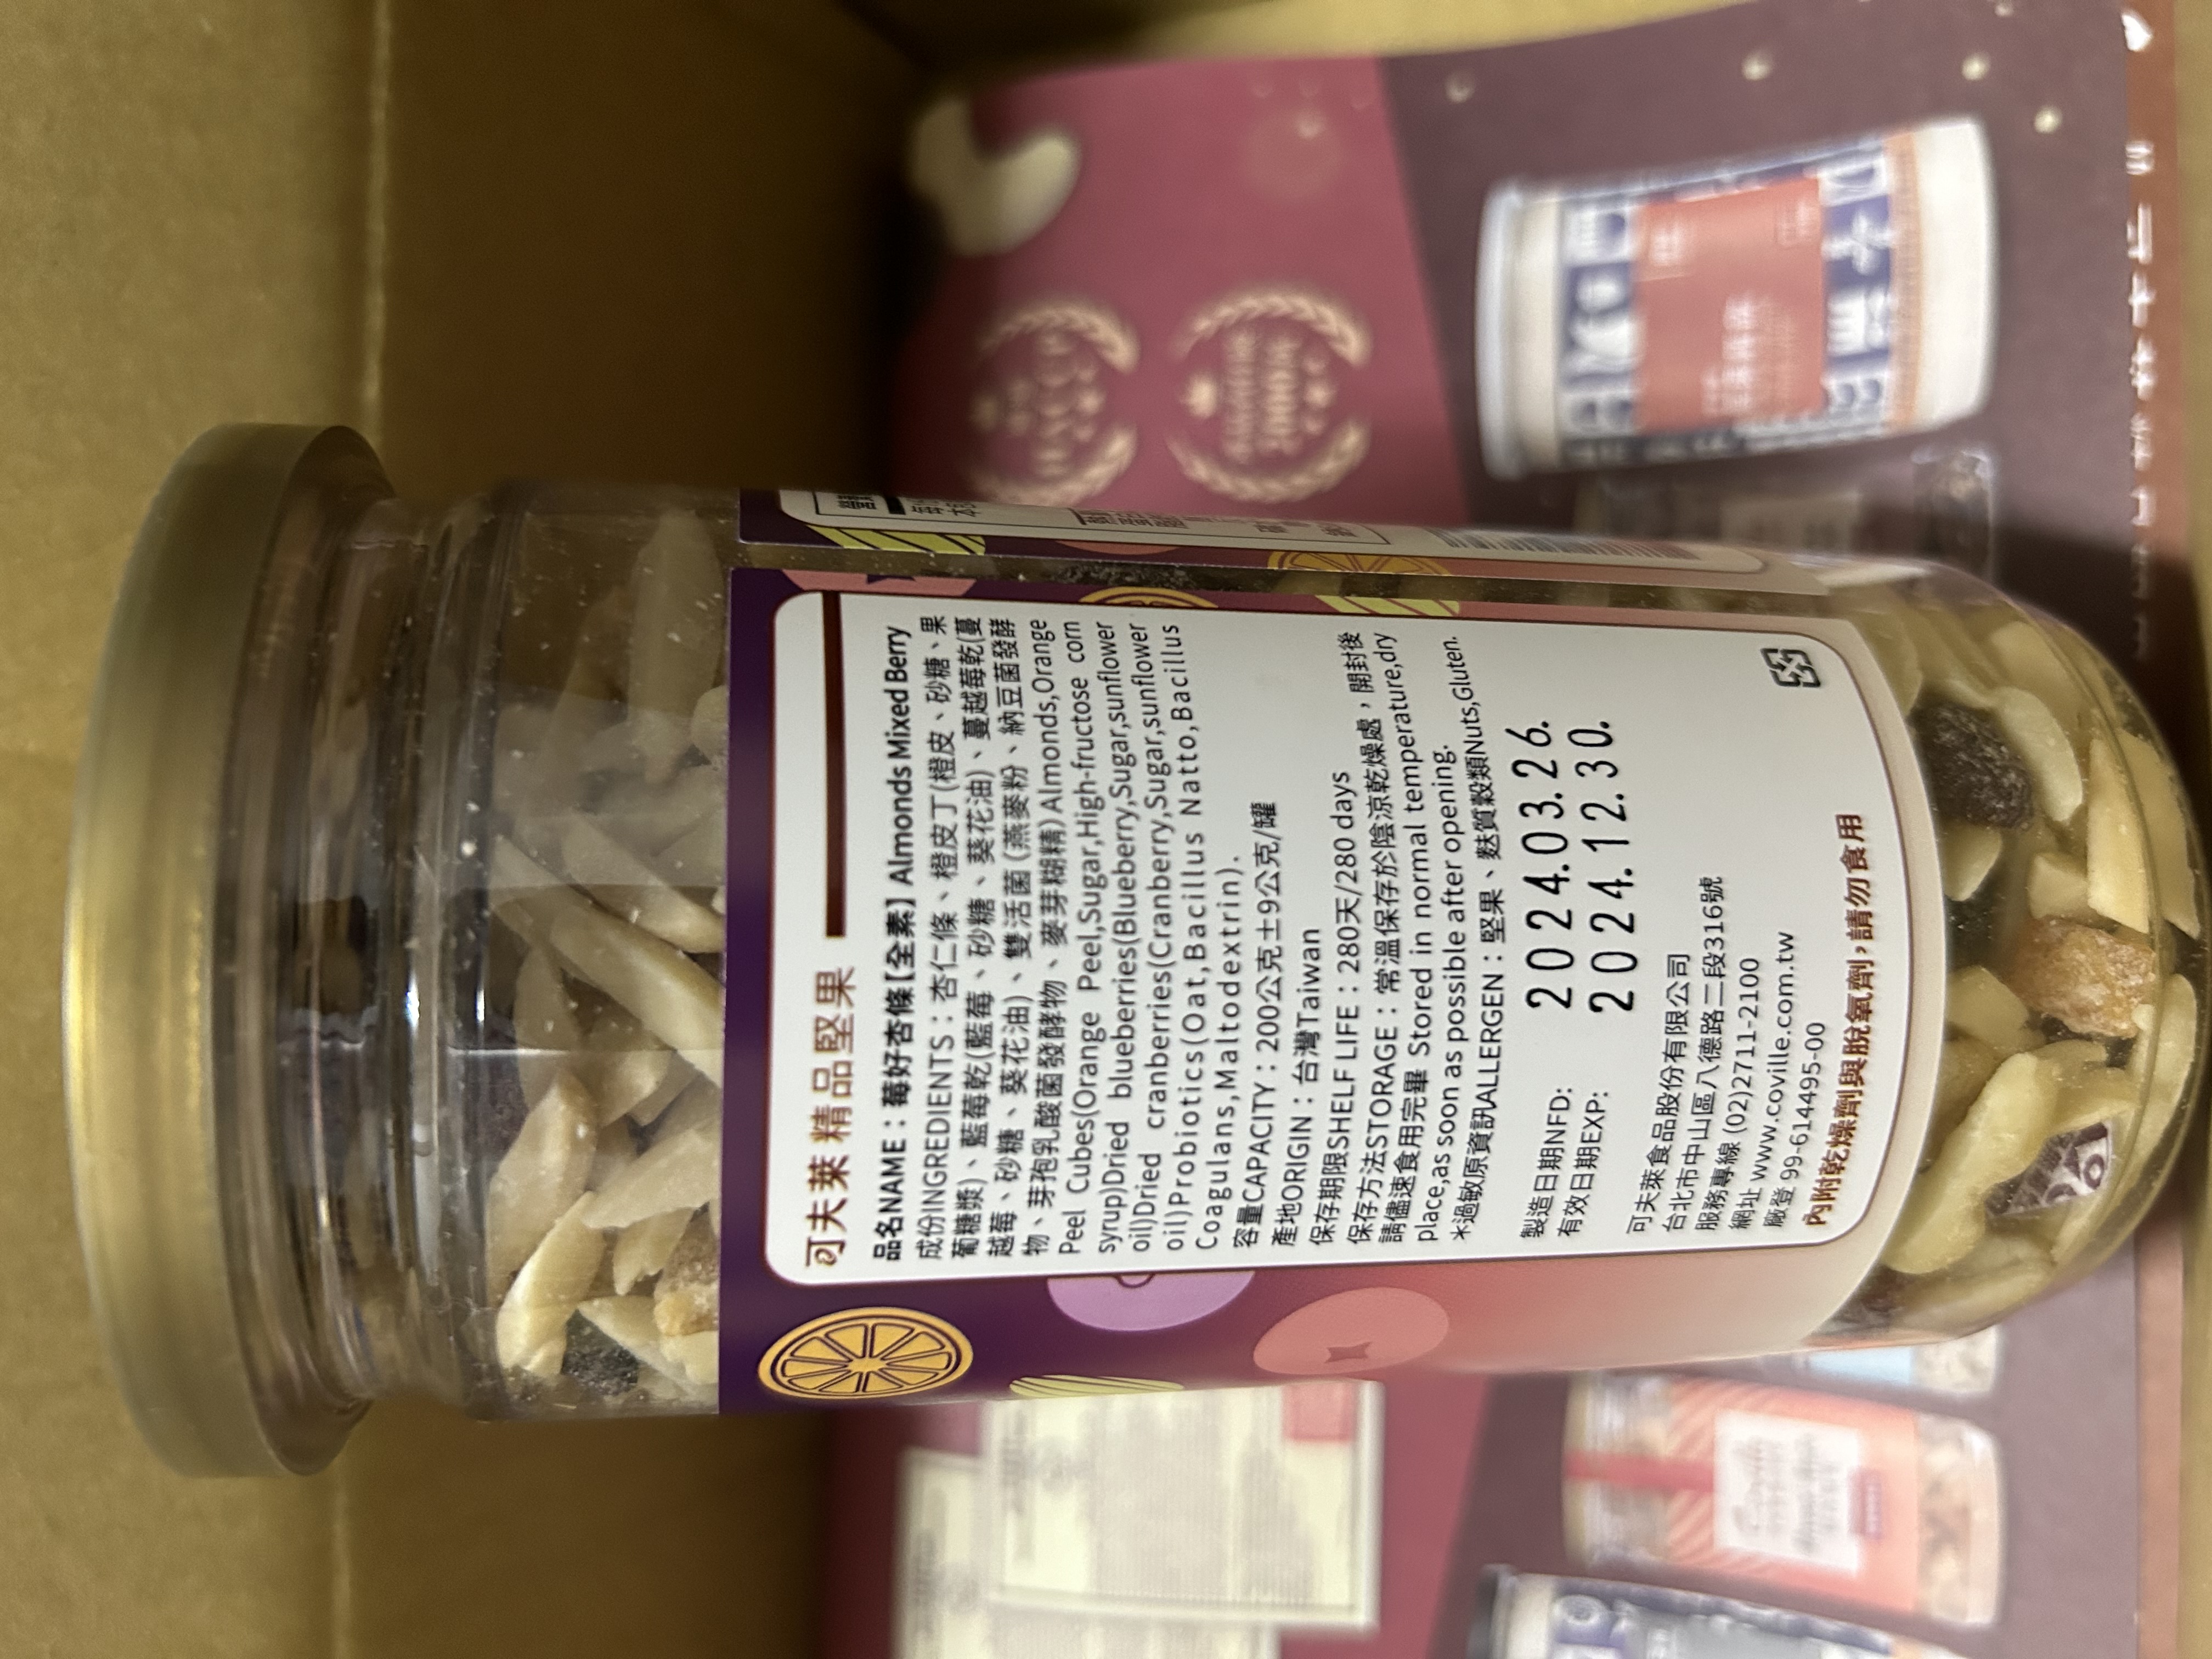 可夫萊精品堅果
品名NAME：莓好杏條【全素】Almonds Mixed Berry
成份INGREDIENTS：杏仁條、橙皮丁(橙皮、砂糖、果
葡糖漿)、藍莓乾(藍莓、砂糖、葵花油)、蔓越莓乾(蔓
越莓、砂糖、葵花油)、雙活菌(燕麥粉、納豆菌發酵
物、芽孢乳酸菌發酵物、麥芽糊精)Almonds,Orange
Peel Cubes(Orange Peel,Sugar,High-fructose corn
syrup)Dried blueberries(Blueberry,Sugar,sunflower
oil)Dried cranberries(Cranberry,Sugar,sunflower
oil)Probiotics(Oat,Bacillus Natto,Bacillus
Coagulans,Maltodextrin).
容量CAPACITY：200公克±9公克/罐
產地ORIGIN：台灣Taiwan
保存期限SHELF LIFE：280天/280 days
保存方法STORAGE：常溫保存於陰涼乾燥處，開封後
請儘速食用完畢 Stored in normal temperature,dry
place,as soon as possible after opening.
＊過敏原資訊ALLERGEN：堅果、麩質穀類Nuts,Gluten.
製造日期NFD: 2024.03.26.
有效日期EXP: 2024.12.30.
可夫萊食品股份有限公司
台北市中山區八德路二段316號
服務專線 (02)2711-2100
網址 www.coville.com.tw
廠登 99-614495-00
內附乾燥劑與脫氧劑，請勿食用